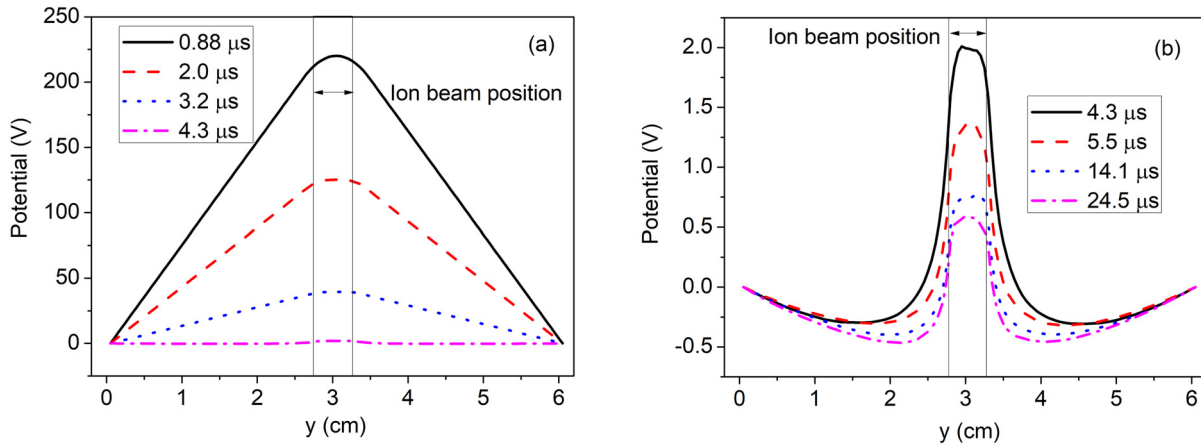 (a)
0.88 μs
2.0 μs
3.2 μs
4.3 μs
Ion beam position
Potential (V)
250
200
150
100
50
0
0 1 2 3 4 5 6
y (cm)
Ion beam position
(b)
4.3 μs
5.5 μs
14.1 μs
24.5 μs
Potential (V)
2.0
1.5
1.0
0.5
0.0
-0.5
0 1 2 3 4 5 6
y (cm)